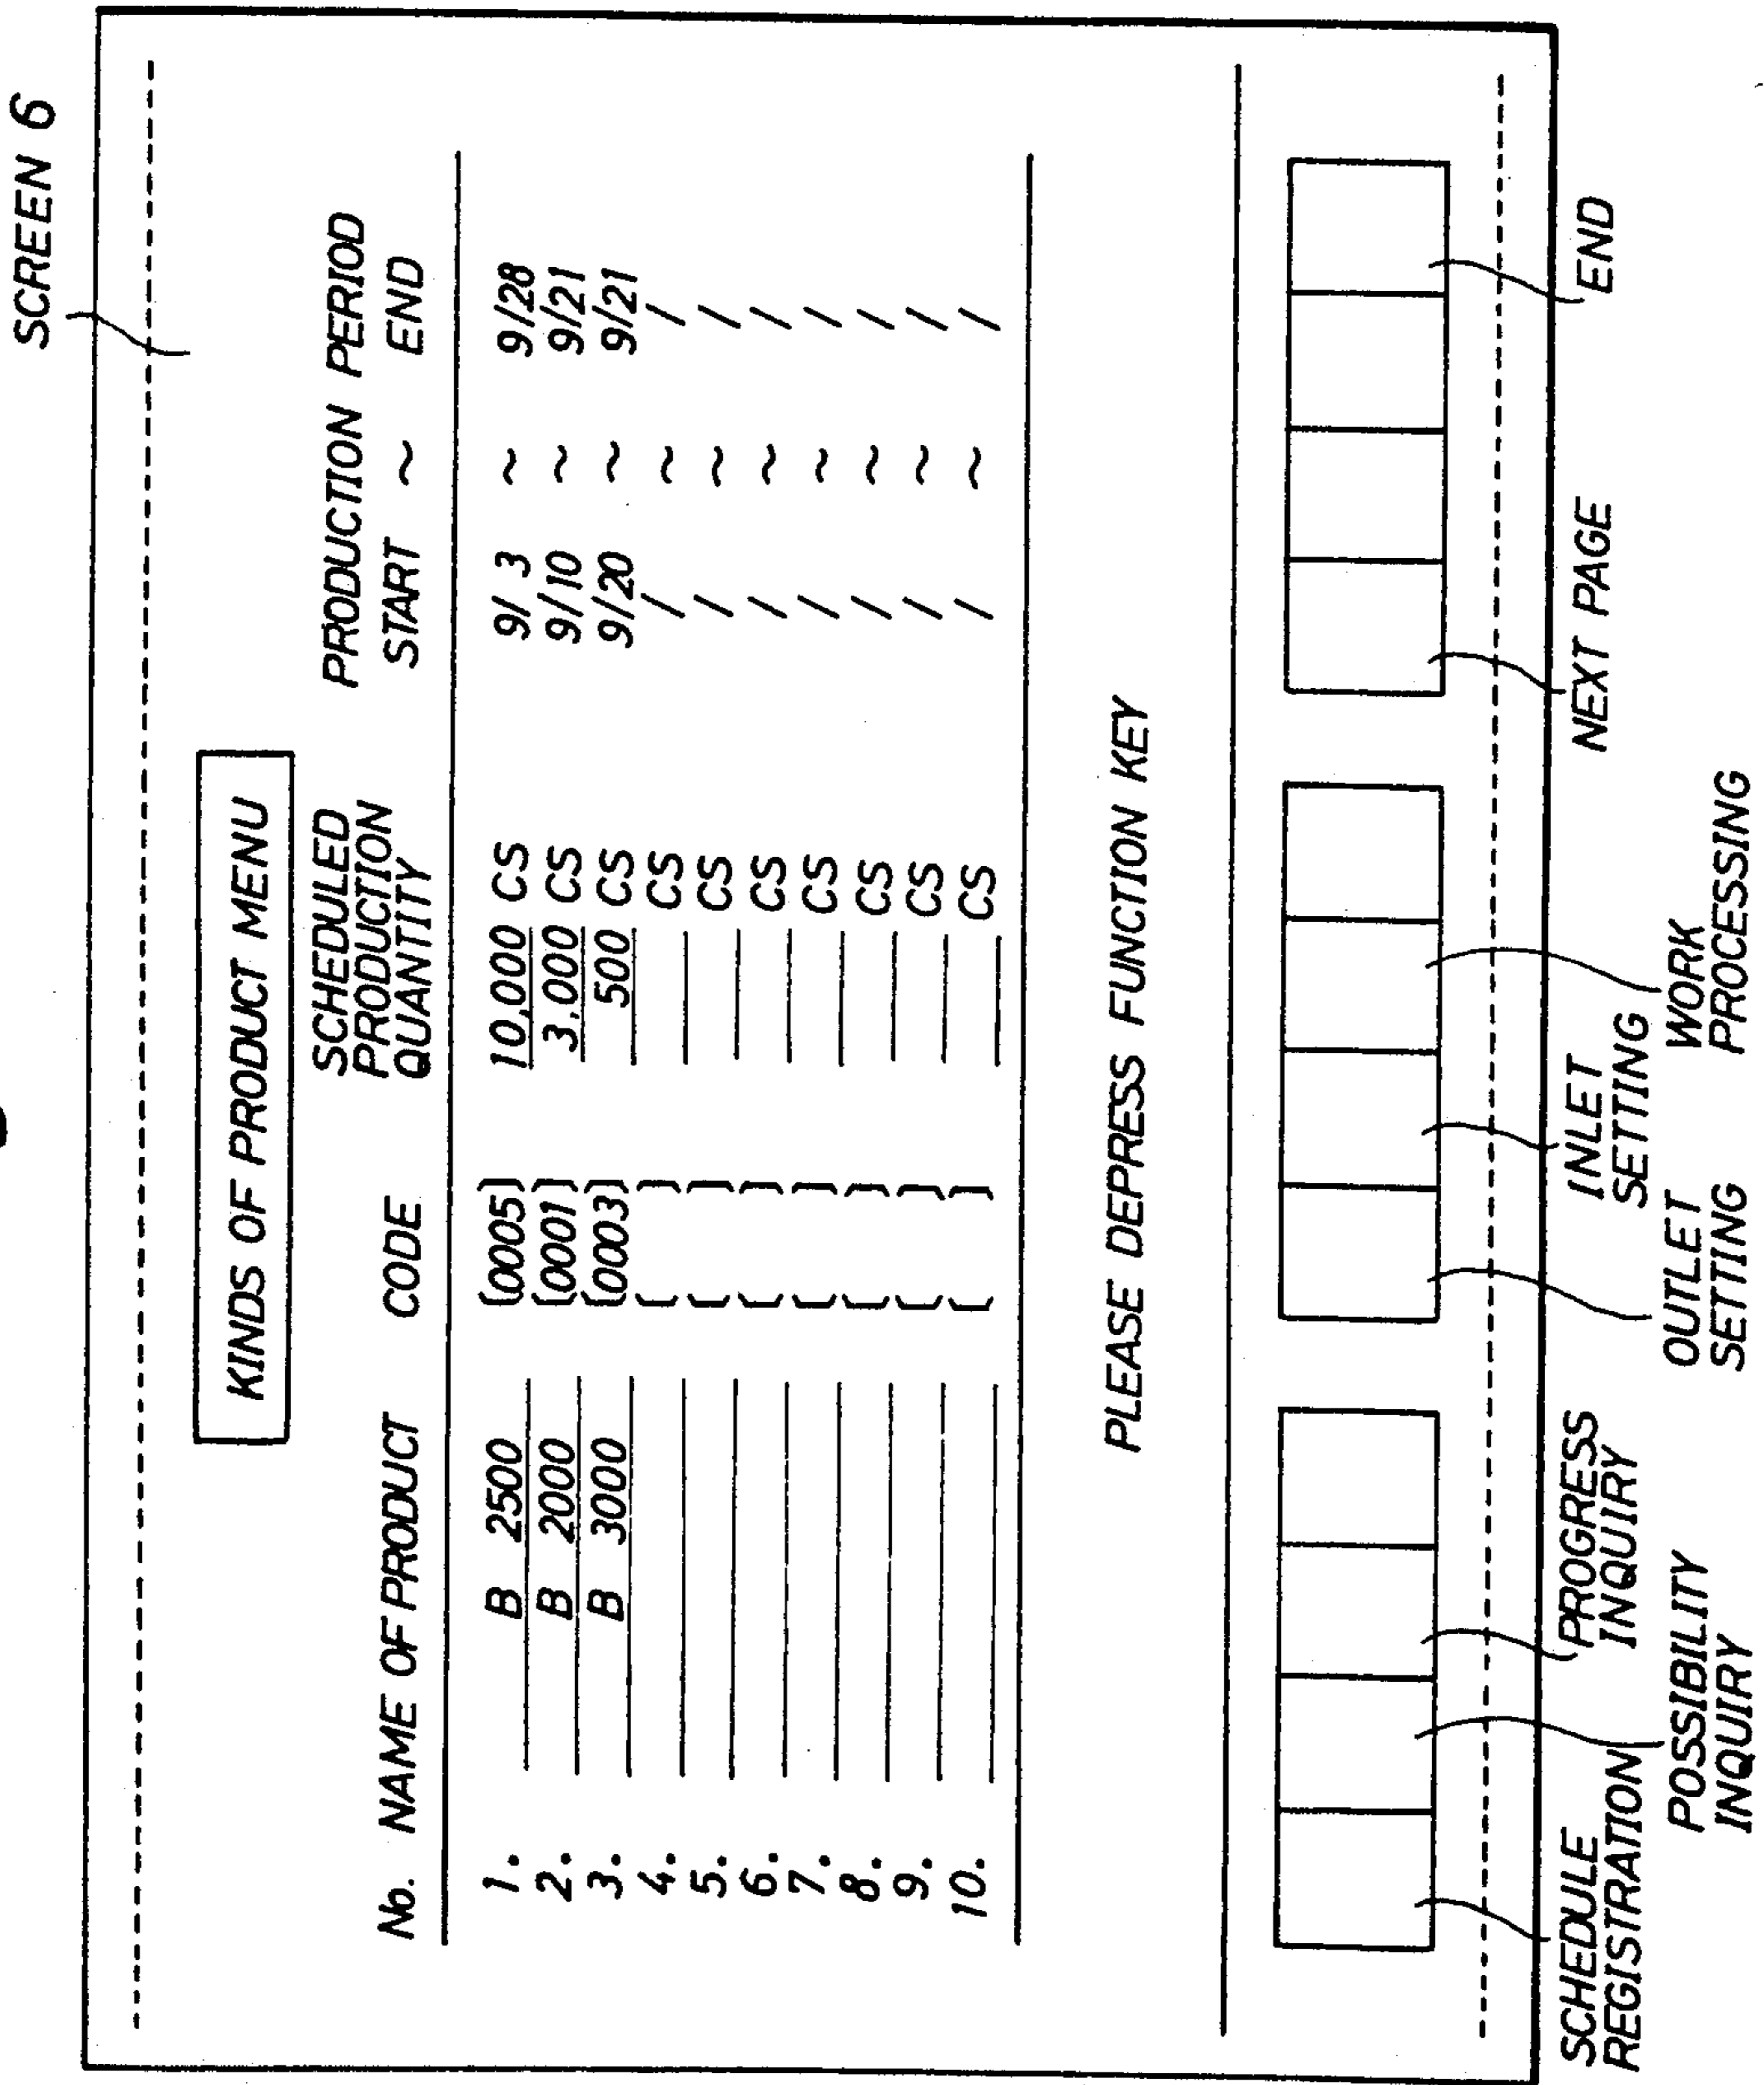 SCREEN 6
KINDS OF PRODUCT MENU
No. NAME OF PRODUCT CODE SCHEDULED PRODUCTION QUANTITY PRODUCTION PERIOD START ~ END
1. B 2500 (0005) 10,000 CS 9/ 3 ~ 9/28
2. B 2000 (0001) 3,000 CS 9/10 ~ 9/21
3. B 3000 (0003) 500 CS 9/20 ~ 9/21
4. ( ) CS / ~ /
5. ( ) CS / ~ /
6. ( ) CS / ~ /
7. ( ) CS / ~ /
8. ( ) CS / ~ /
9. ( ) CS / ~ /
10. ( ) CS / ~ /
PLEASE DEPRESS FUNCTION KEY
SCHEDULE
REGISTRATION
POSSIBILITY
INQUIRY
PROGRESS
INQUIRY
OUTLET
SETTING
INLET
SETTING
WORK
PROCESSING
NEXT PAGE
END